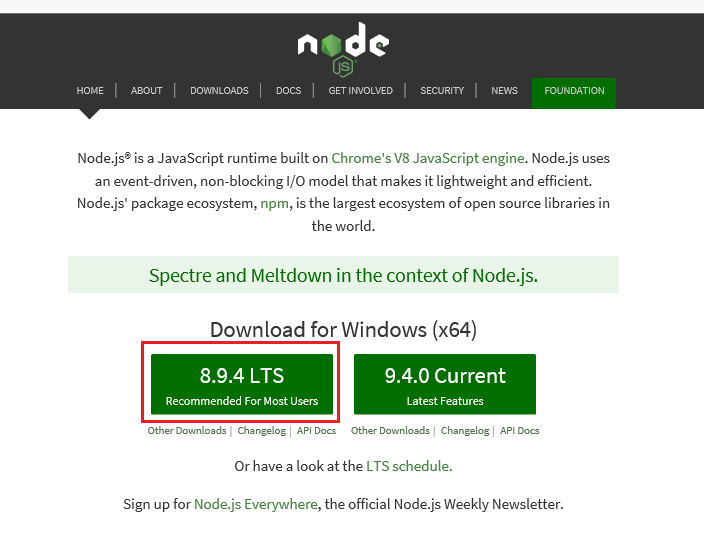 node
JS
HOME | ABOUT | DOWNLOADS | DOCS | GET INVOLVED | SECURITY | NEWS FOUNDATION
Node.js® is a JavaScript runtime built on Chrome's V8 JavaScript engine. Node.js uses
an event-driven, non-blocking I/O model that makes it lightweight and efficient.
Node.js' package ecosystem, npm, is the largest ecosystem of open source libraries in
the world.
Spectre and Meltdown in the context of Node.js.
Download for Windows (x64)
8.9.4 LTS 9.4.0 Current
Recommended For Most Users Latest Features
Other Downloads | Changelog | API Docs Other Downloads | Changelog | API Docs
Or have a look at the LTS schedule.
Sign up for Node.js Everywhere, the official Node.js Weekly Newsletter.